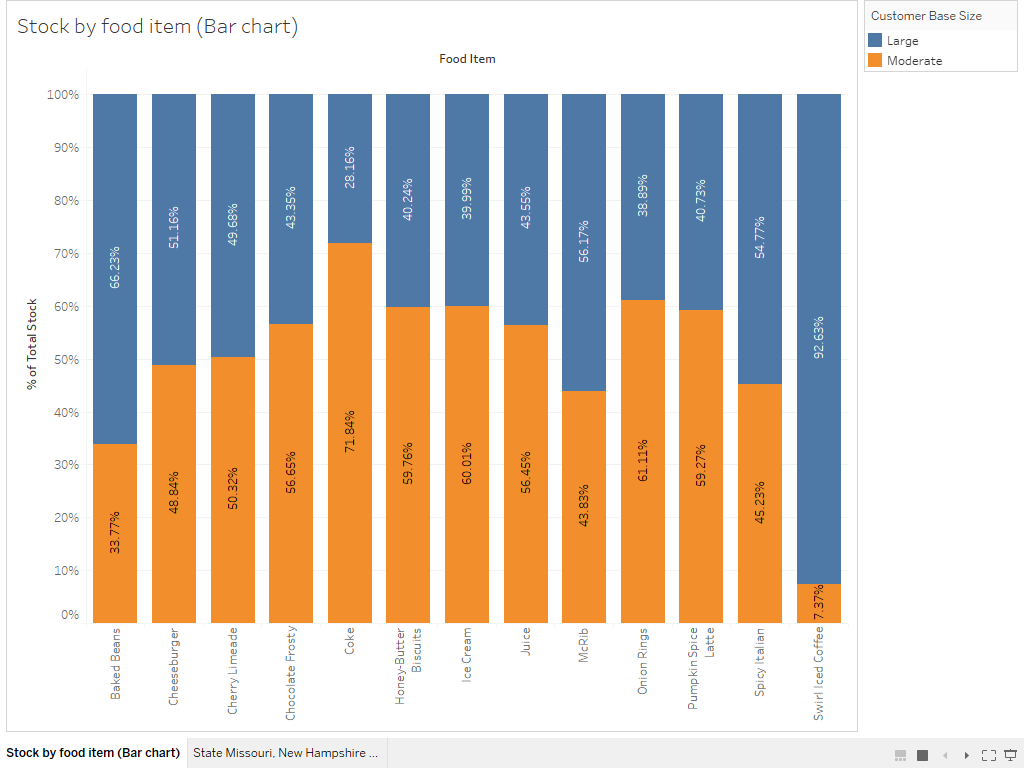 Stock by food item (Bar chart)
Customer Base Size
Large
Moderate
Food Item
% of Total Stock
100%
90%
80%
70%
60%
50%
40%
30%
20%
10%
0%
66.23%
51.16%
49.68%
43.35%
28.16%
40.24%
39.99%
43.55%
56.17%
38.89%
40.73%
54.77%
92.63%
33.77%
48.84%
50.32%
56.65%
71.84%
59.76%
60.01%
56.45%
43.83%
61.11%
59.27%
45.23%
7.37%
Baked Beans
Cheeseburger
Cherry Limeade
Chocolate Frosty
Coke
Honey-Butter
Biscuits
Ice Cream
Juice
McRib
Onion Rings
Pumpkin Spice
Latte
Spicy Italian
Swirl Iced Coffee
Stock by food item (Bar chart)
State Missouri, New Hampshire ...